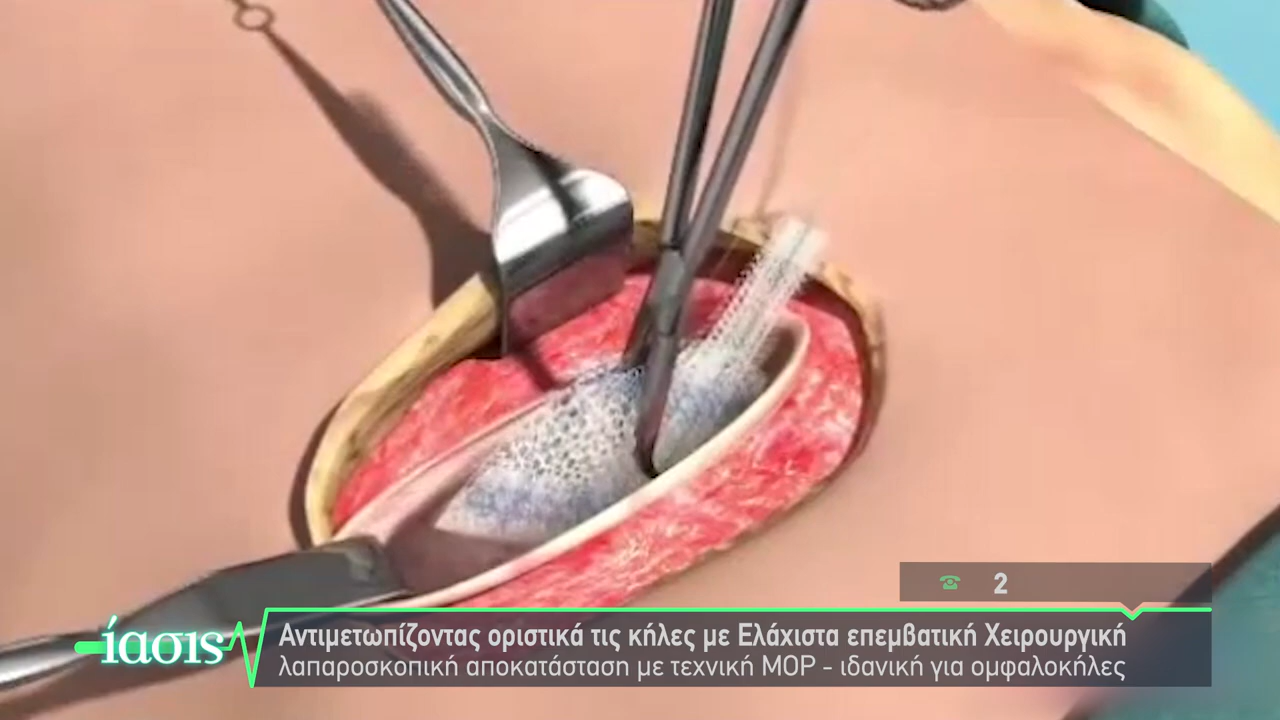 2
ίασις
Αντιμετωπίζοντας οριστικά τις κήλες με Ελάχιστα επεμβατική Χειρουργική
λαπαροσκοπική αποκατάσταση με τεχνική MOP - ιδανική για ομφαλοκήλες